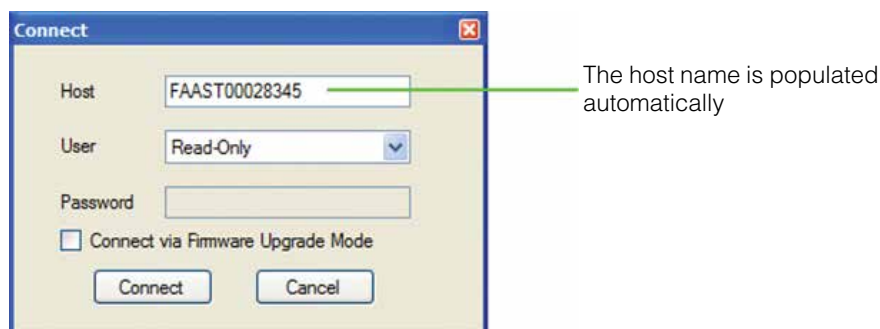 Connect
Host FAAST00028345
The host name is populated
automatically
User Read-Only
Password
Connect via Firmware Upgrade Mode
Connect Cancel